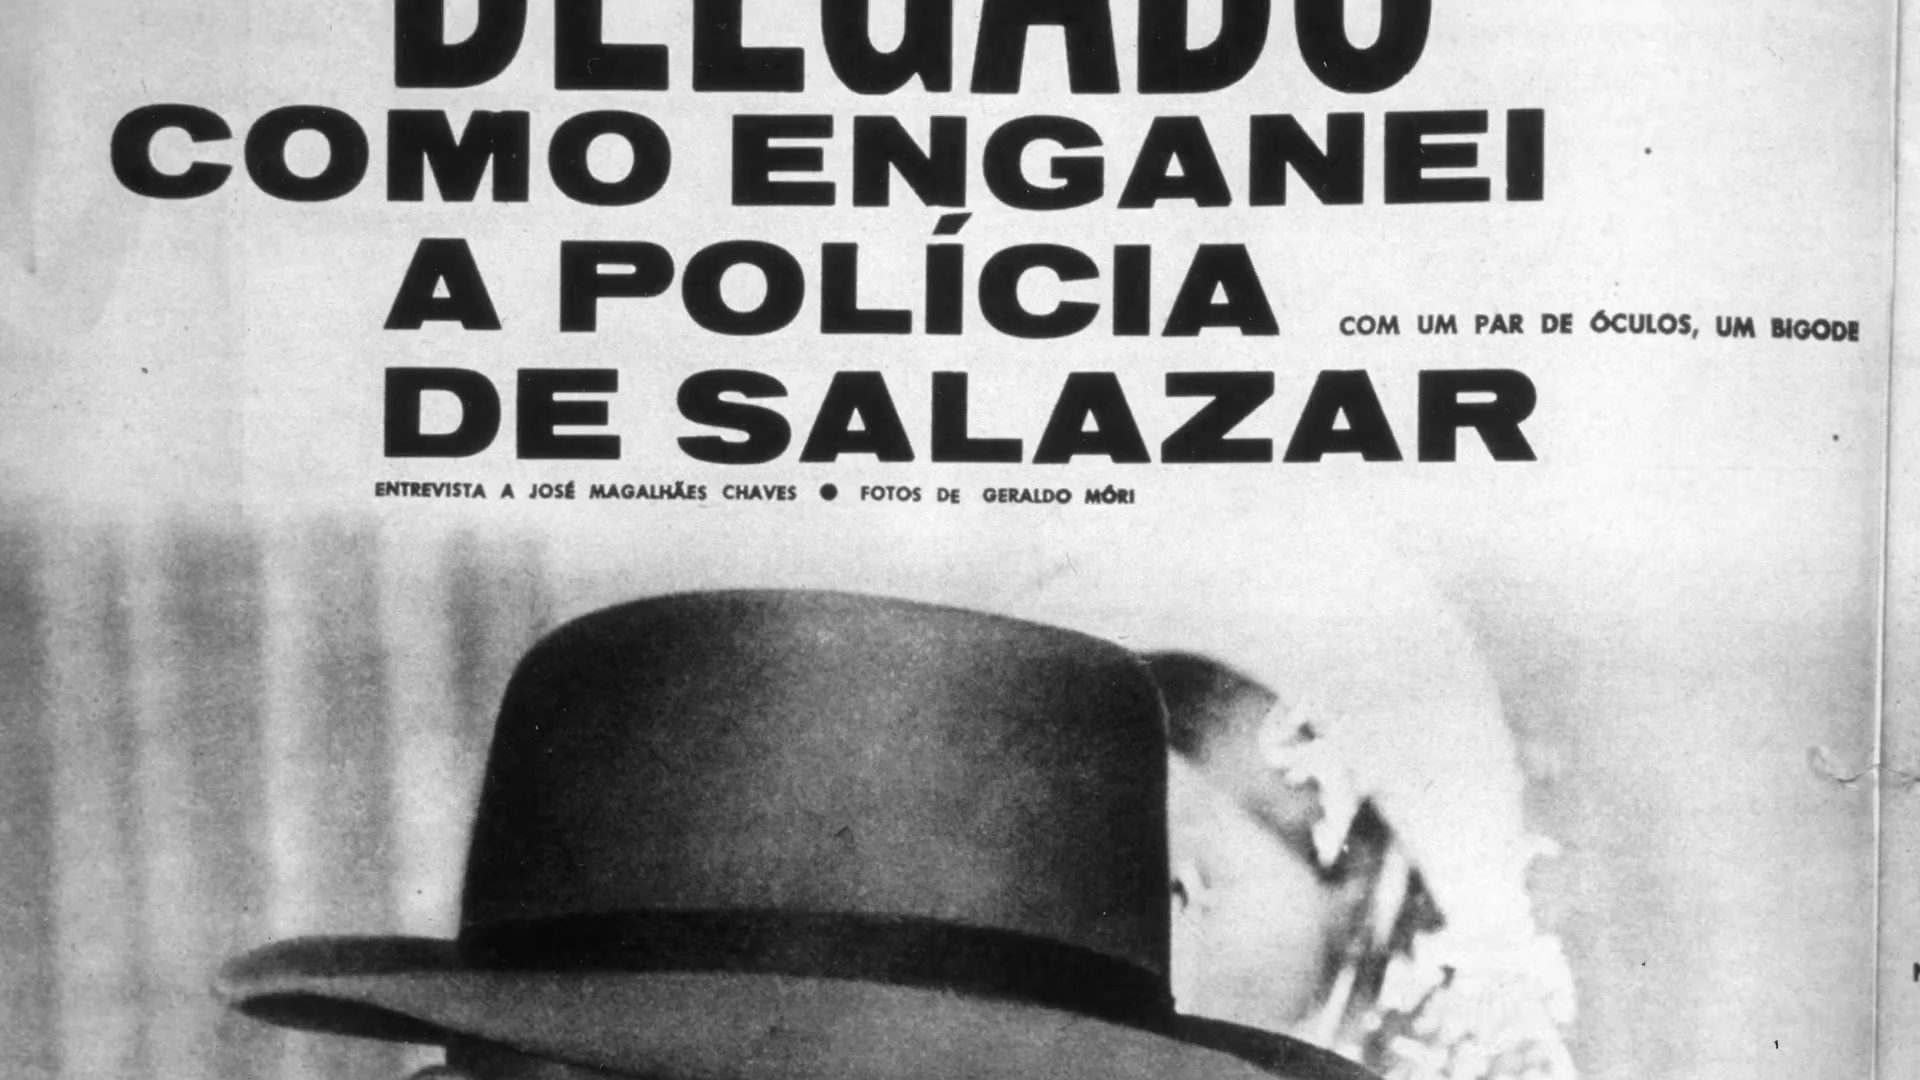 DELGADO
COMO ENGANEI
A POLÍCIA
COM UM PAR DE ÓCULOS, UM BIGODE
DE SALAZAR
ENTREVISTA A JOSÉ MAGALHÃES CHAVES ● FOTOS DE GERALDO MÓRI